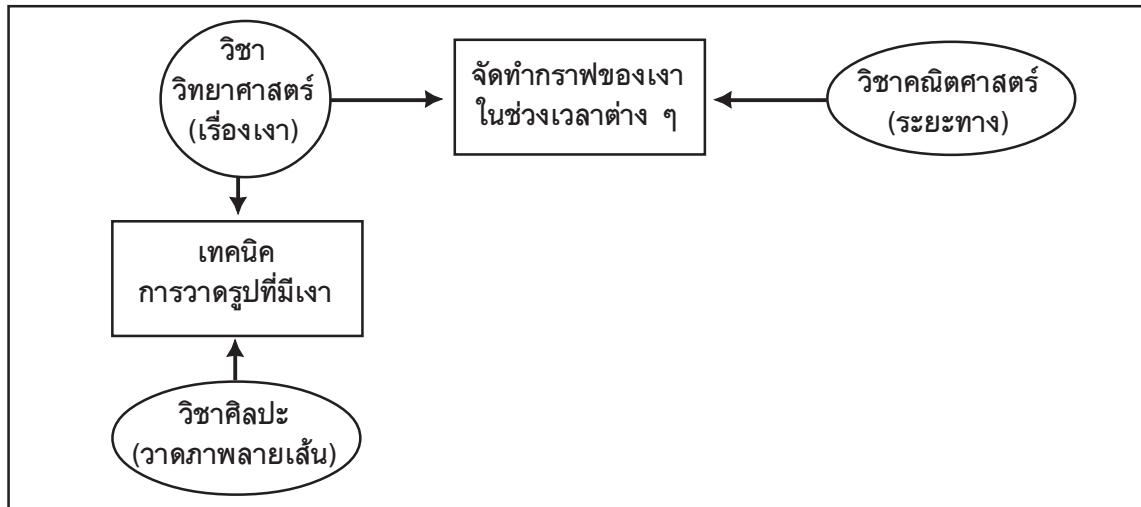 วิชา
วิทยาศาสตร์
(เรื่องเงา)
จัดทำกราฟของเงา
ในช่วงเวลาต่าง ๆ
วิชาคณิตศาสตร์
(ระยะทาง)
เทคนิค
การวาดรูปที่มีเงา
วิชาศิลปะ
(วาดภาพลายเส้น)